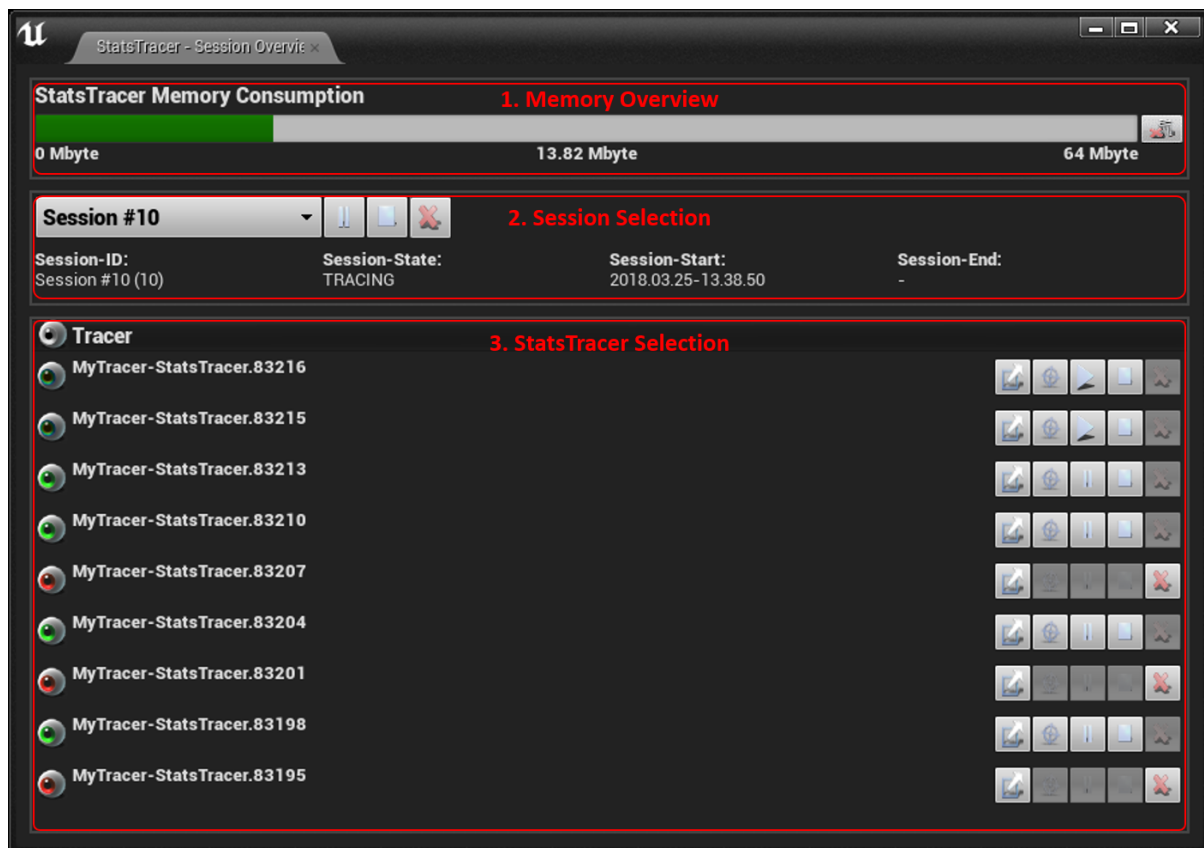 StatsTracer - Session Overvie
StatsTracer Memory Consumption
1. Memory Overview
0 Mbyte 13.82 Mbyte 64 Mbyte
Session #10
2. Session Selection
Session-ID: Session-State: Session-Start: Session-End:
Session #10 (10) TRACING 2018.03.25-13.38.50 -
Tracer
3. StatsTracer Selection
MyTracer-StatsTracer.83216
MyTracer-StatsTracer.83215
MyTracer-StatsTracer.83213
MyTracer-StatsTracer.83210
MyTracer-StatsTracer.83207
MyTracer-StatsTracer.83204
MyTracer-StatsTracer.83201
MyTracer-StatsTracer.83198
MyTracer-StatsTracer.83195